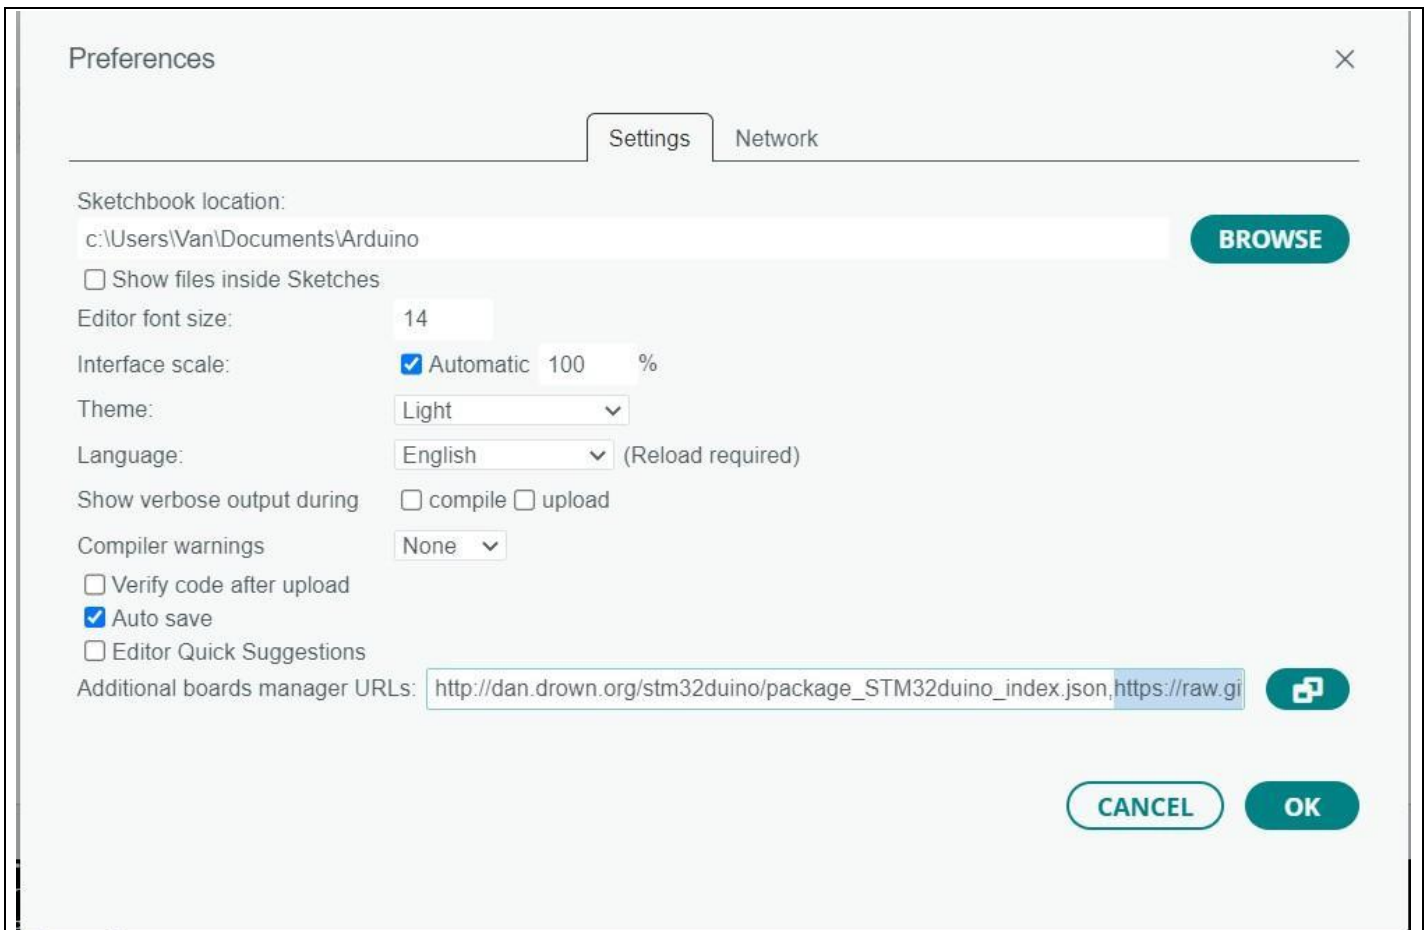 Preferences
Settings Network
Sketchbook location:
c:\Users\Van\Documents\Arduino BROWSE
Show files inside Sketches
Editor font size: 14
Interface scale: Automatic 100 %
Theme: Light
Language: English (Reload required)
Show verbose output during compile upload
Compiler warnings None
Verify code after upload
Auto save
Editor Quick Suggestions
Additional boards manager URLs: http://dan.drown.org/stm32duino/package_STM32duino_index.json,https://raw.gi
CANCEL OK